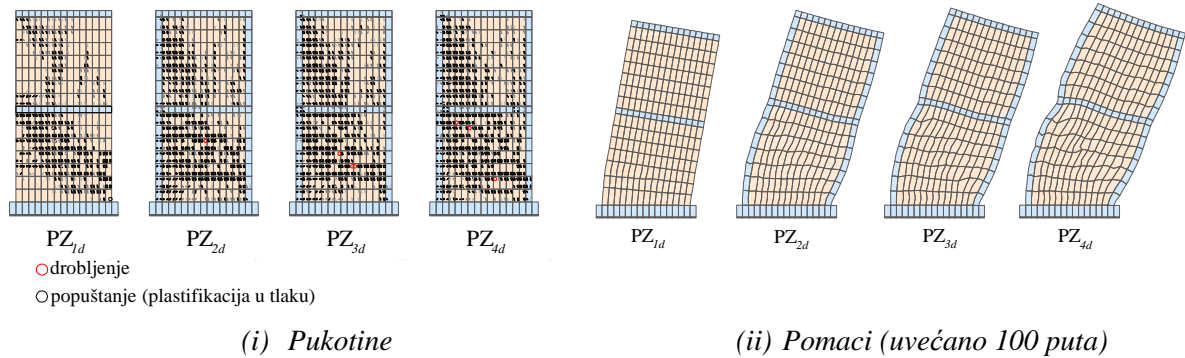 PZ1d PZ2d PZ3d PZ4d
drobljenje
popuštanje (plastifikacija u tlaku)
(i) Pukotine
PZ1d PZ2d PZ3d PZ4d
(ii) Pomaci (uvećano 100 puta)